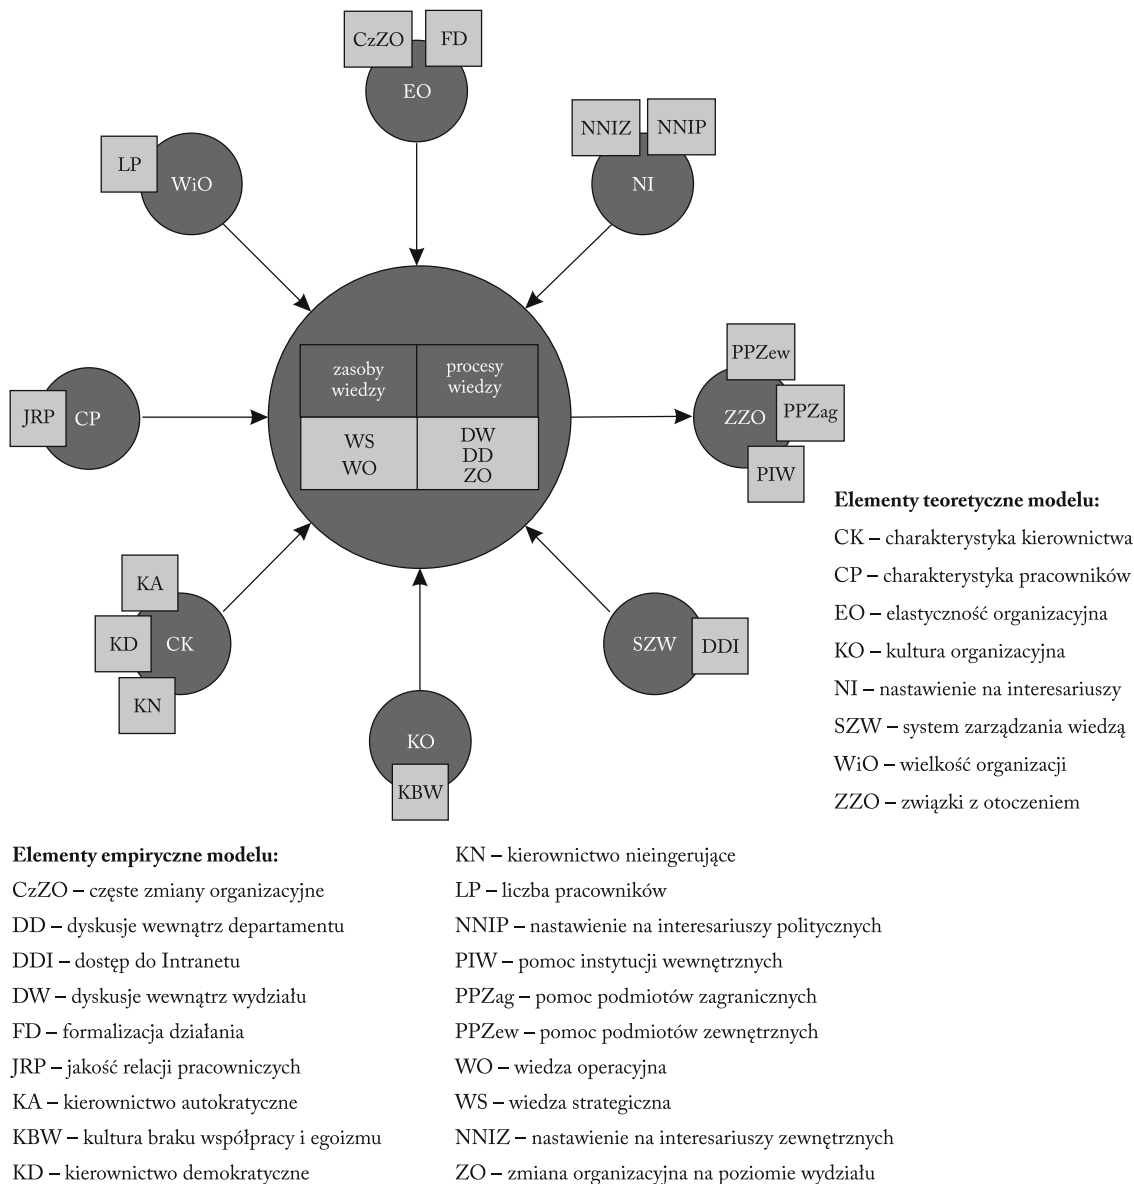 CzZO
FD
EO
NNIZ
NNIP
NI
LP
WiO
zasoby
wiedzy
procesy
wiedzy
WS
WO
DW
DD
ZO
JRP
CP
PPZew
ZZO
PPZag
PIW
KA
KD
CK
KN
KO
KBW
SZW
DDI
Elementy teoretyczne modelu:
CK – charakterystyka kierownictwa
CP – charakterystyka pracowników
EO – elastyczność organizacyjna
KO – kultura organizacyjna
NI – nastawienie na interesariuszy
SZW – system zarządzania wiedzą
WiO – wielkość organizacji
ZZO – związki z otoczeniem
Elementy empiryczne modelu:
CzZO – częste zmiany organizacyjne
DD – dyskusje wewnątrz departamentu
DDI – dostęp do Intranetu
DW – dyskusje wewnątrz wydziału
FD – formalizacja działania
JRP – jakość relacji pracowniczych
KA – kierownictwo autokratyczne
KBW – kultura braku współpracy i egoizmu
KD – kierownictwo demokratyczne
KN – kierownictwo nieingerujące
LP – liczba pracowników
NNIP – nastawienie na interesariuszy politycznych
PIW – pomoc instytucji wewnętrznych
PPZag – pomoc podmiotów zagranicznych
PPZew – pomoc podmiotów zewnętrznych
WO – wiedza operacyjna
WS – wiedza strategiczna
NNIZ – nastawienie na interesariuszy zewnętrznych
ZO – zmiana organizacyjna na poziomie wydziału